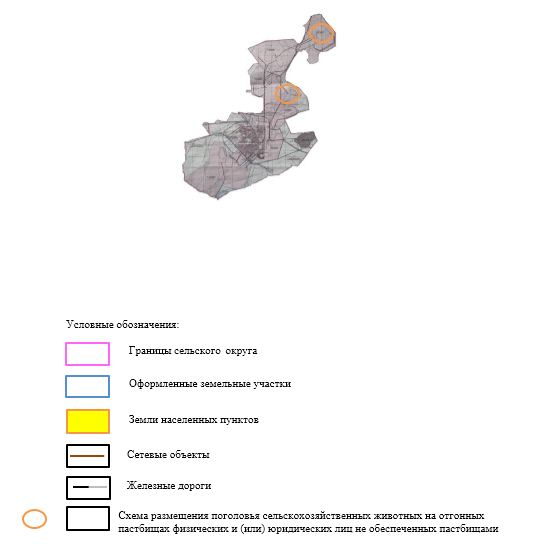 Условные обозначения:
Границы сельского округа
Оформленные земельные участки
Земли населенных пунктов
Сетевые объекты
Железные дороги
Схема размещения поголовья сельскохозяйственных животных на отгонных
пастбищах физических и (или) юридических лиц не обеспеченных пастбищами